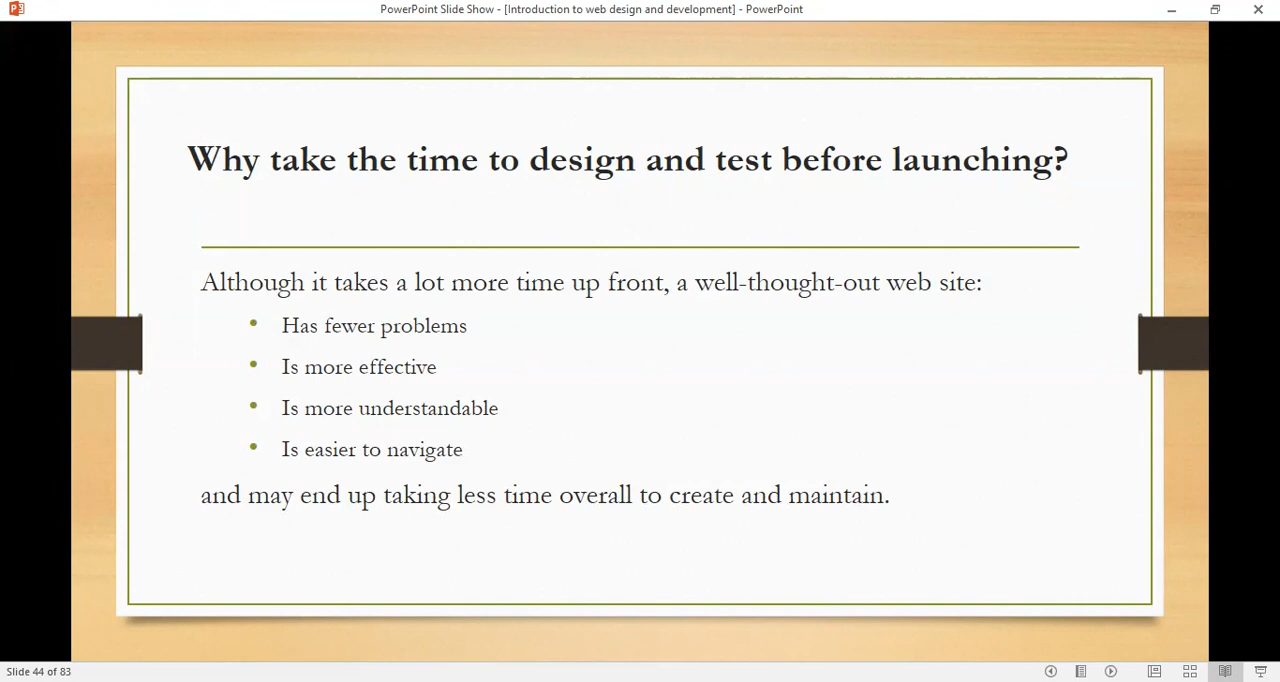 PowerPoint Slide Show - [Introduction to web design and development] - PowerPoint
Why take the time to design and test before launching?
Although it takes a lot more time up front, a well-thought-out web site:
• Has fewer problems
• Is more effective
• Is more understandable
• Is easier to navigate
and may end up taking less time overall to create and maintain.
Slide 44 of 83